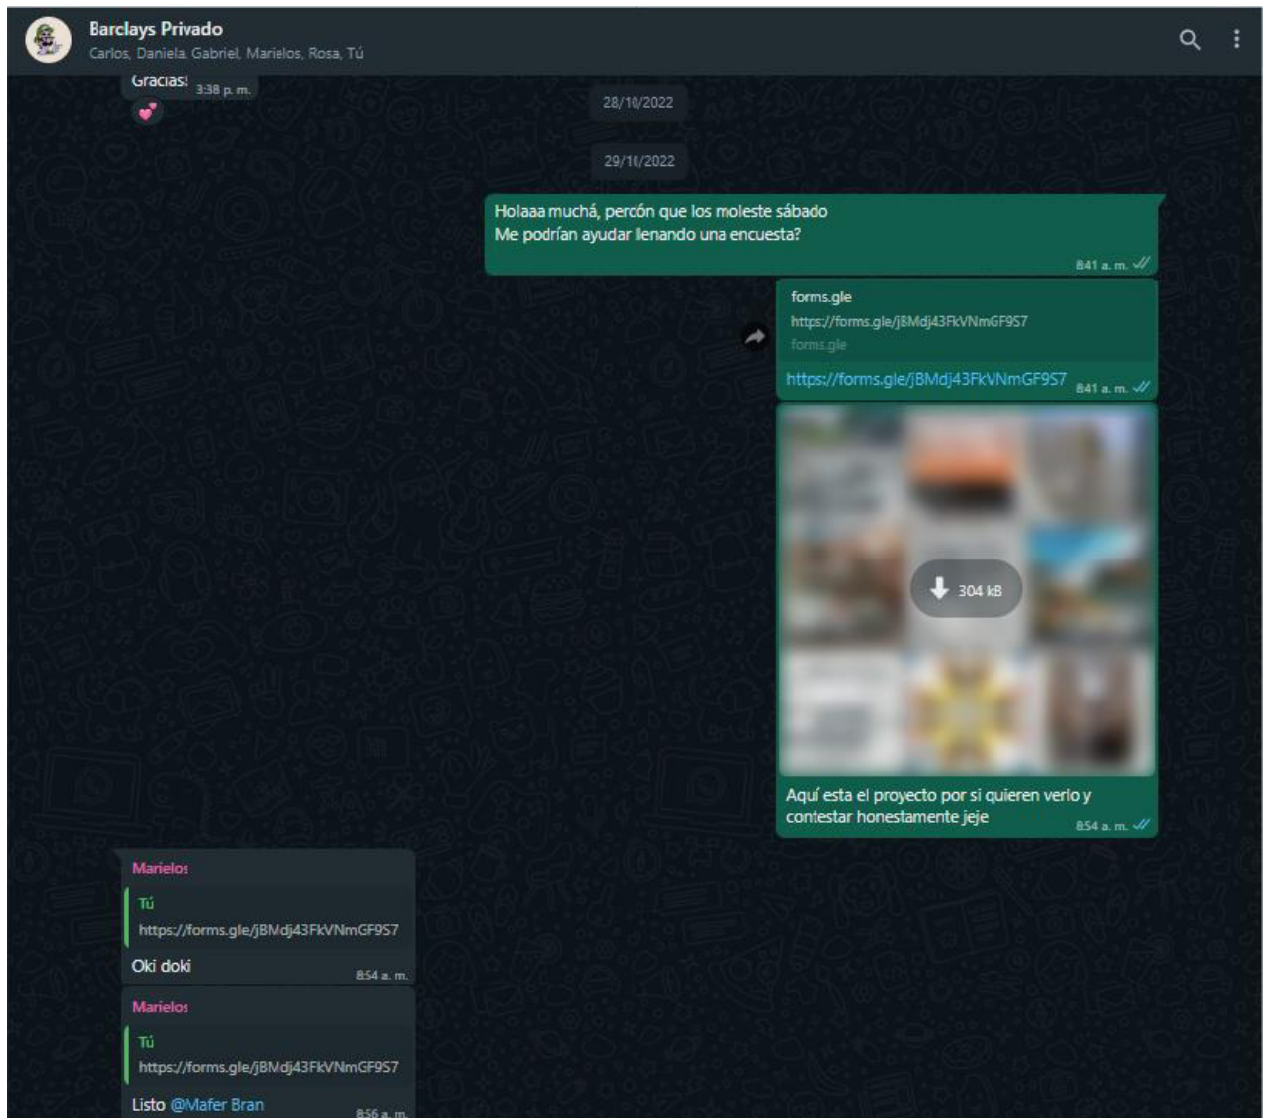 Barclays Privado
Carlos, Daniela, Gabriel, Marielos, Rosa, Tú
Gracias!
3:38 p. m.
28/10/2022
29/10/2022
Holaaa muchá, percón que los moleste sábado
Me podrían ayudar llenando una encuesta?
8:41 a. m.
forms.gle
https://forms.gle/jBMdj43FkVNmGF9S7
forms.gle
https://forms.gle/jBMdj43FkVNmGF9S7
8:41 a. m.
304 kB
Aquí esta el proyecto por si quieren verlo y
contestar honestamente jeje
8:54 a. m.
Marielos
Tú
https://forms.gle/jBMdj43FkVNmGF9S7
Oki doki
8:54 a. m.
Marielos
Tú
https://forms.gle/jBMdj43FkVNmGF9S7
Listo @Mafer Bran
8:56 a. m.